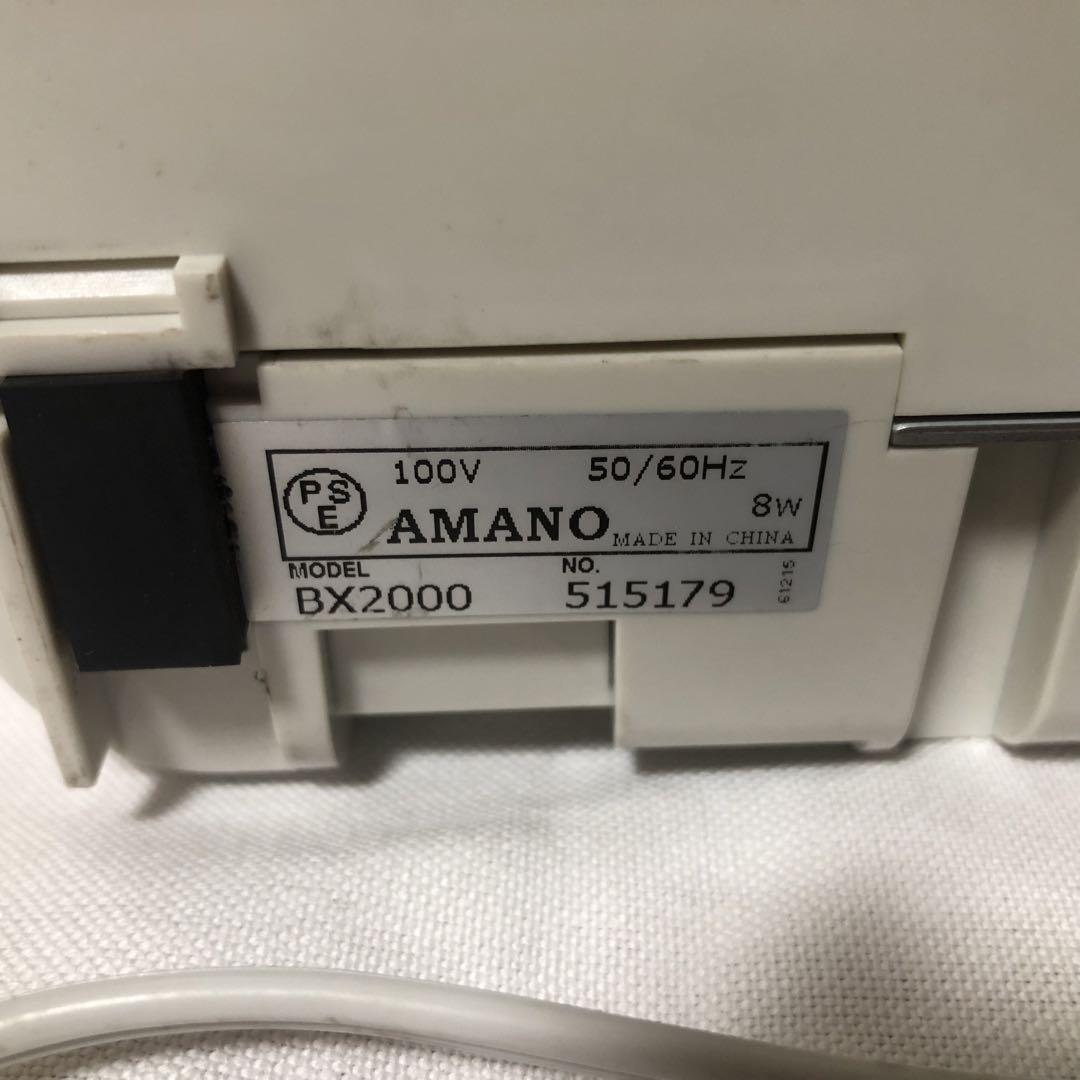 PSE
100V 50/60Hz
8W
AMANO MADE IN CHINA
MODEL NO.
BX2000 515179
61215